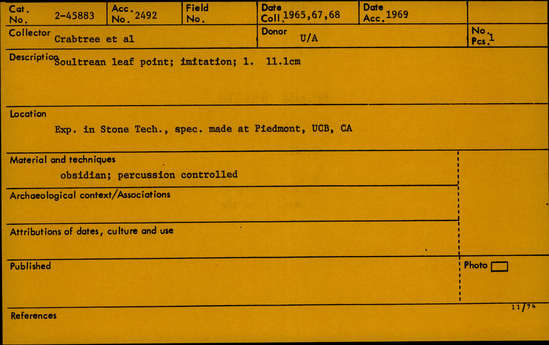 Cat. No. 2-45883 Acc. No. 2492 Field No. Date Coll. 1965,67,68 Date Acc. 1969
Collector Crabtree et al Donor U/A No. Pcs. 1
Description Soultrean leaf point; imitation; l. 11.1cm
Location
Exp. in Stone Tech., spec. made at Piedmont, UCB, CA
Material and techniques
obsidian; percussion controlled
Archaeological context/Associations
Attributions of dates, culture and use
Published Photo
11/76
References